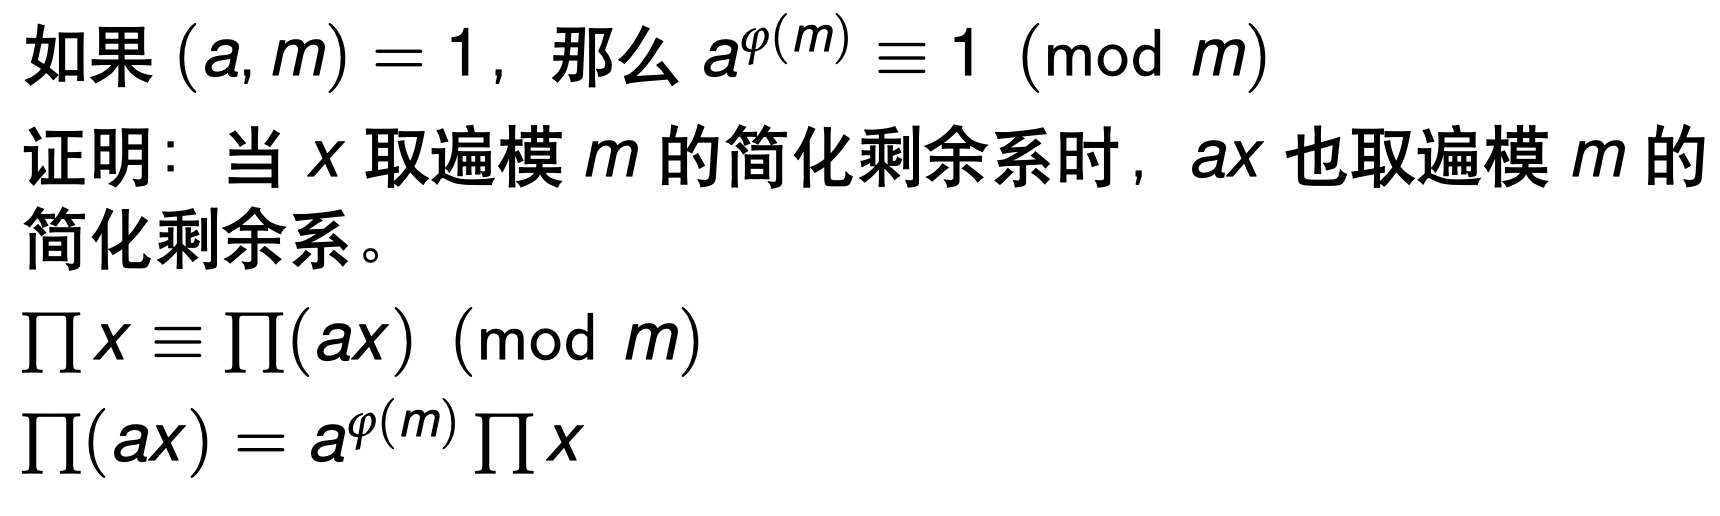 如果 (a, m) = 1，那么 a^{φ(m)} ≡ 1 (mod m)
证明：当 x 取遍模 m 的简化剩余系时，ax 也取遍模 m 的
简化剩余系。
∏ x ≡ ∏(ax) (mod m)
∏(ax) = a^{φ(m)} ∏ x